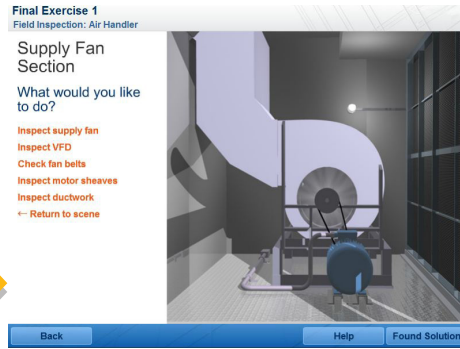 Final Exercise 1
Field Inspection: Air Handler
Supply Fan
Section
What would you like
to do?
Inspect supply fan
Inspect VFD
Check fan belts
Inspect motor sheaves
Inspect ductwork
← Return to scene
Back
Help
Found Solution